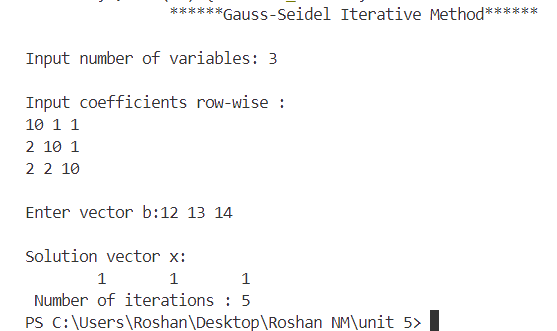 ******Gauss-Seidel Iterative Method******
Input number of variables: 3
Input coefficients row-wise :
10 1 1
2 10 1
2 2 10
Enter vector b:12 13 14
Solution vector x:
1 1 1
Number of iterations : 5
PS C:\Users\Roshan\Desktop\Roshan NM\unit 5>